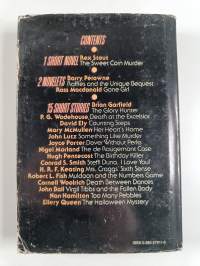 CONTENTS
1 SHORT NOVEL Rex Stout
The Sweet Corn Murder
2 NOVELETS Barry Perowne
Raffles and the Unique Bequest
Ross Macdonald Gone Girl
15 SHORT STORIES Brian Garfield
The Glory Hunter
P. G. Wodehouse Death at the Excelsior
David Ely Counting Steps
Mary McMullen Her Heart's Home
John Lutz Something Like Murder
Joyce Porter Dover Without Perks
Nigel Morland The de Rougemont Case
Hugh Pentecost The Birthday Killer
Conrad S. Smith Steffi Duna, I Love You!
H. R. F. Keating Mrs. Craggs' Sixth Sense
Robert L. Fish Muldoon and the Numbers Game
Cornell Woolrich Death Between Dances
John Ball Virgil Tibbs and the Fallen Body
Ron Hamilton Too Many Pebbles
Ellery Queen The Halloween Mystery